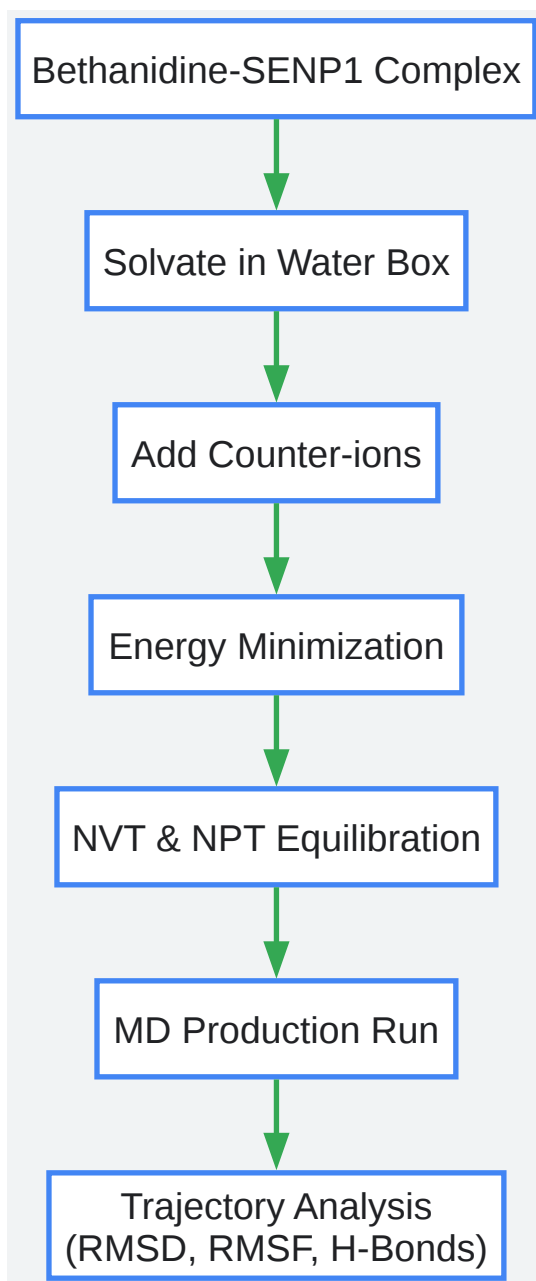 Bethanidine-SENP1 Complex
Solvate in Water Box
Add Counter-ions
Energy Minimization
NVT & NPT Equilibration
MD Production Run
Trajectory Analysis
(RMSD, RMSF, H-Bonds)